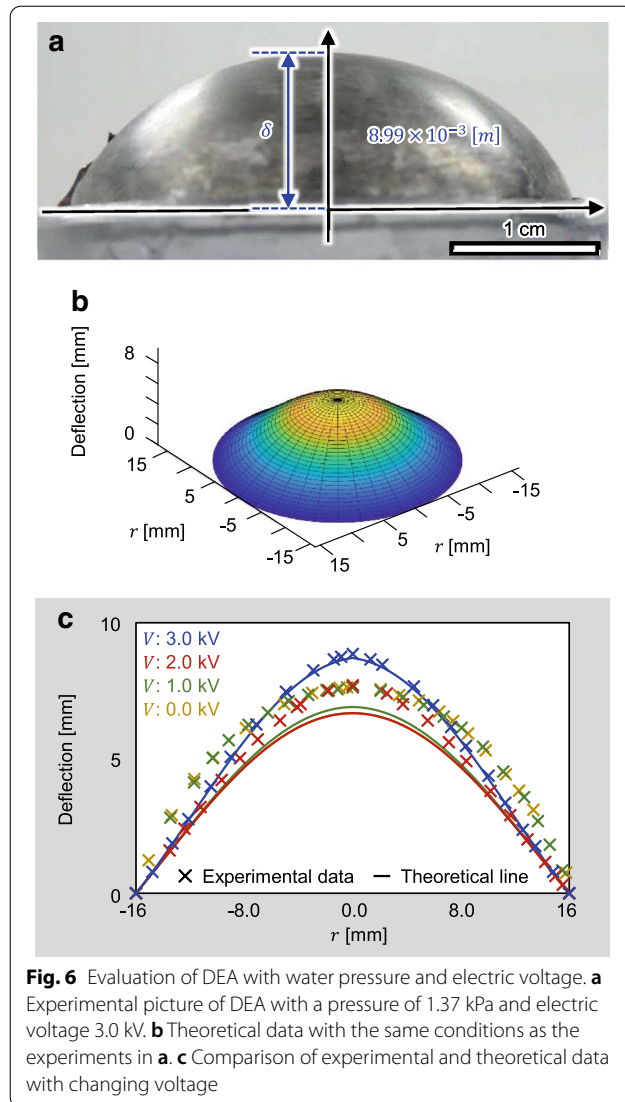 a
δ
8.99 × 10⁻³ [m]
1 cm
b
Deflection [mm]
8
0
15
5
-5
-15
r [mm]
15
5
-5
-15
r [mm]
c
V: 3.0 kV
V: 2.0 kV
V: 1.0 kV
V: 0.0 kV
Deflection [mm]
10
5
0
× Experimental data — Theoretical line
-16 -8.0 0.0 8.0 16
r [mm]
Fig. 6 Evaluation of DEA with water pressure and electric voltage. a
Experimental picture of DEA with a pressure of 1.37 kPa and electric
voltage 3.0 kV. b Theoretical data with the same conditions as the
experiments in a. c Comparison of experimental and theoretical data
with changing voltage